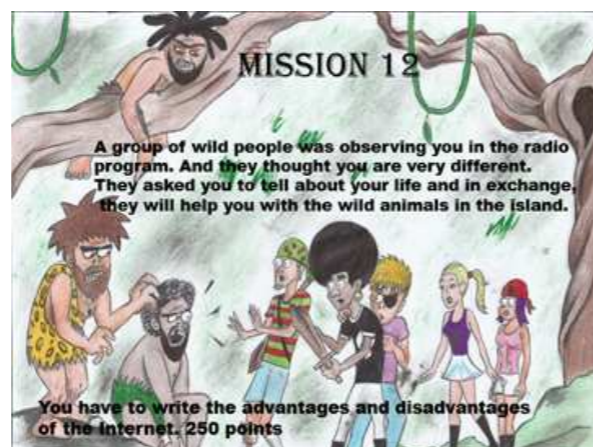 MISSION 12
A group of wild people was observing you in the radio
program. And they thought you are very different.
They asked you to tell about your life and in exchange,
they will help you with the wild animals in the island.
You have to write the advantages and disadvantages
of the Internet. 250 points